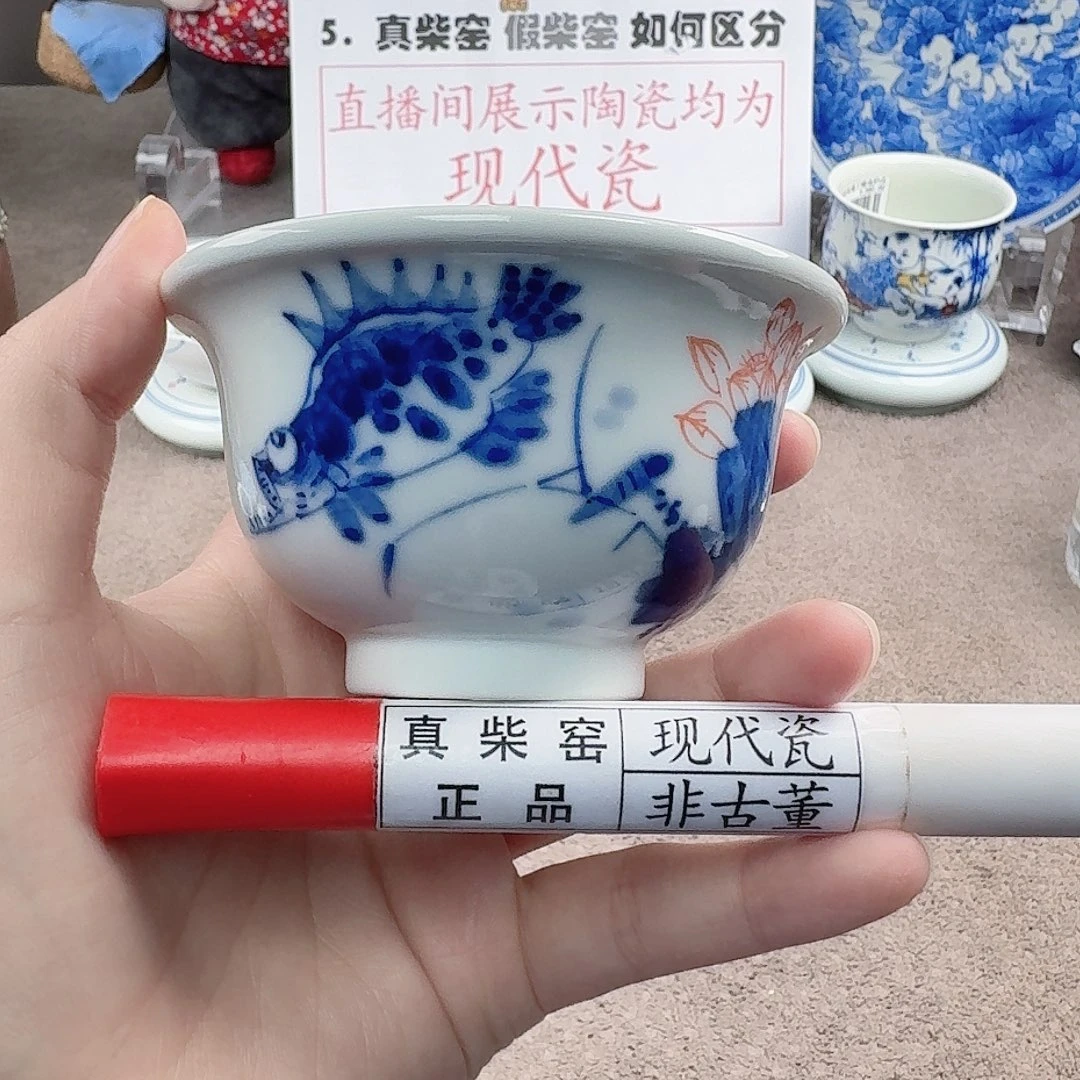 5. 真柴窑 假柴窑 如何区分
直播间展示陶瓷均为
现代瓷
真柴窑
正品
现代瓷
非古董